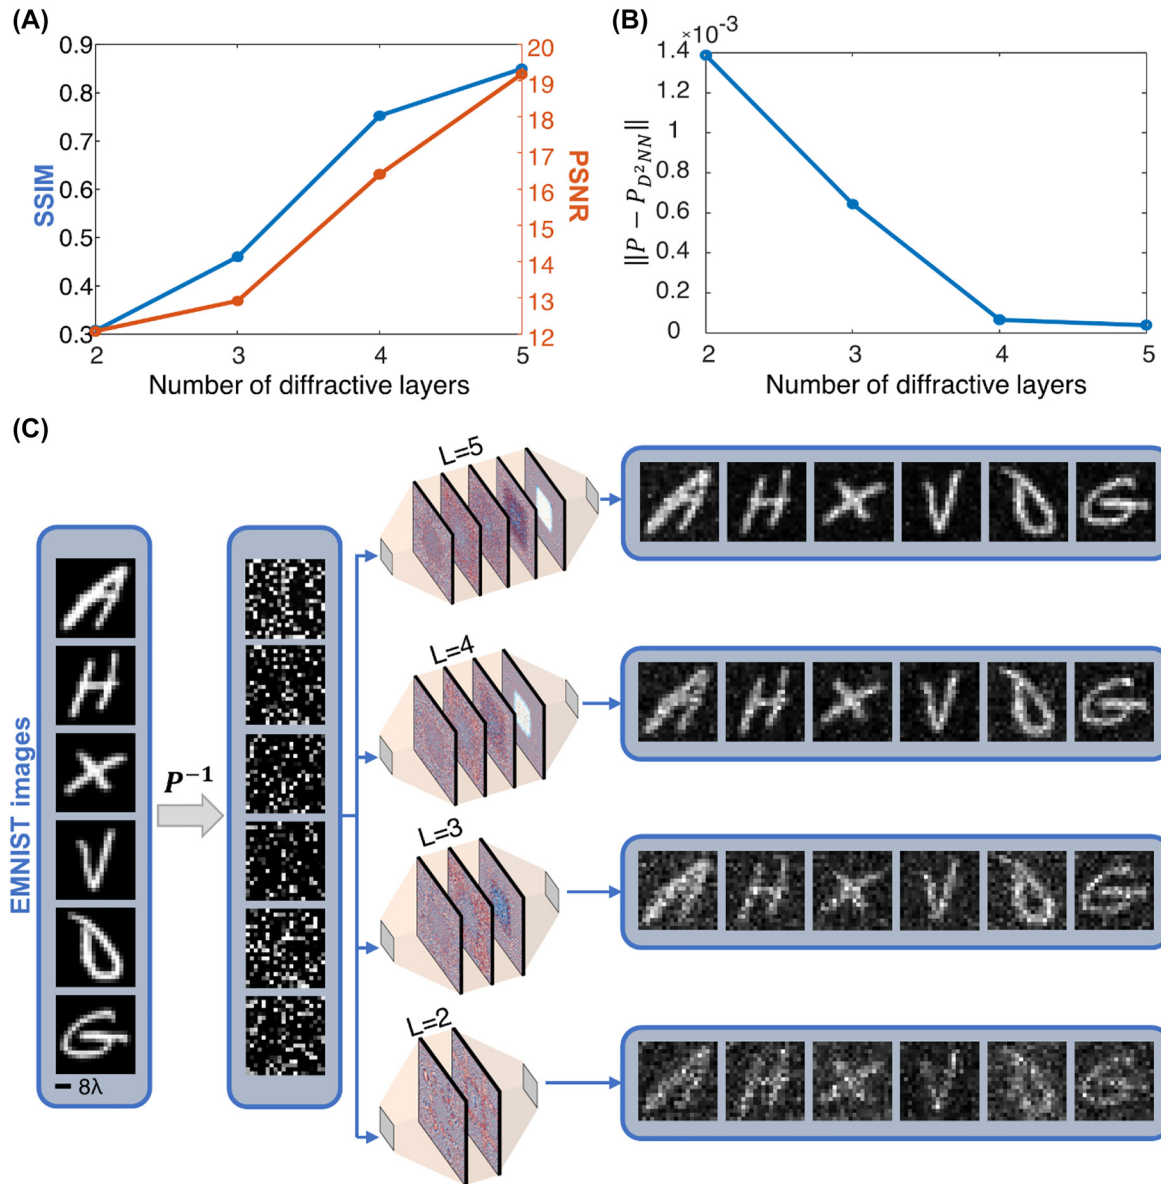 (A)
(B)
×10⁻³
0.9
0.8
0.7
0.6
0.5
0.4
0.3
SSIM
20
19
18
17
16
15
14
13
12
PSNR
2
3
4
5
Number of diffractive layers
1.4
1.2
1
0.8
0.6
0.4
0.2
0
||P − P_{D²NN}||
2
3
4
5
Number of diffractive layers
(C)
EMNIST images
A
H
X
V
D
G
8λ
P⁻¹
L=5
A H X V D G
L=4
A H X V D G
L=3
A H X V D G
L=2
A H X V D G